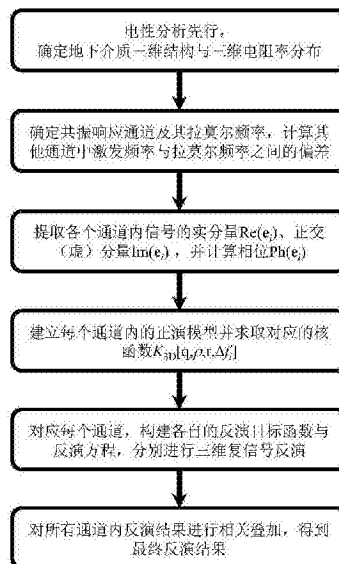 电性分析先行，
确定地下介质三维结构与三维电阻率分布
确定共振响应通道及其拉莫尔频率，计算其
他通道中激发频率与拉莫尔频率之间的偏差
提取各个通道内信号的实分量Re(eᵢ)、正交
（虚）分量Im(eᵢ)，并计算相位Ph(eᵢ)
建立每个通道内的正演模型并求取对应的核
函数K₃D[q,ρ,r,Δfᵢ]
对应每个通道，构建各自的反演目标函数与
反演方程，分别进行三维复信号反演
对所有通道内反演结果进行相关叠加，得到
最终反演结果